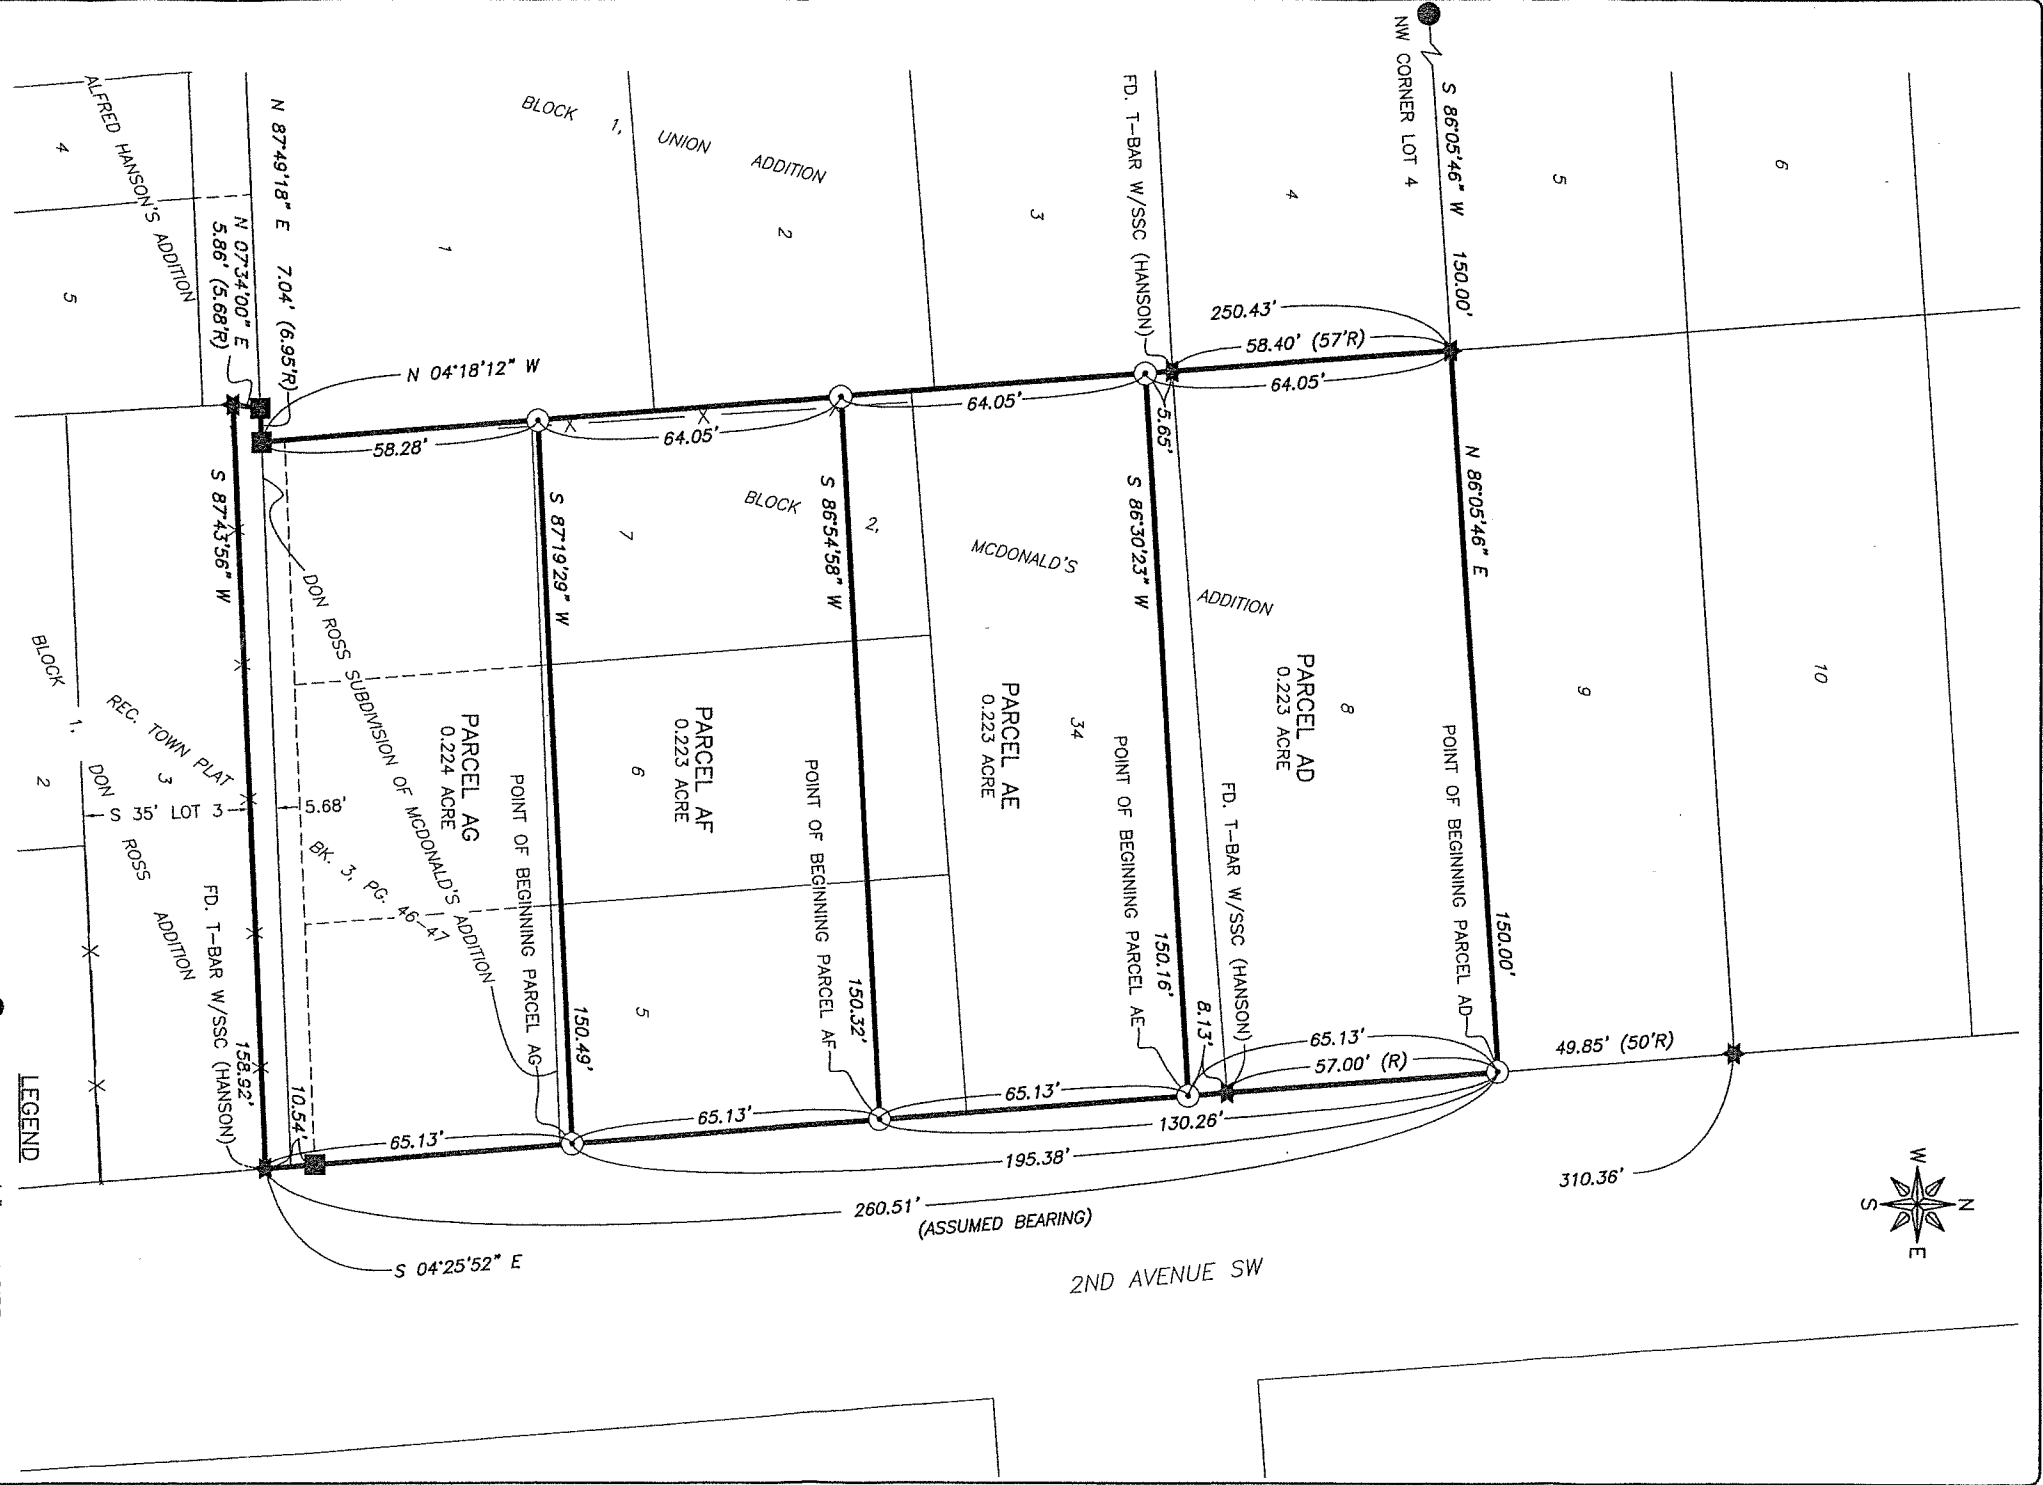 NW CORNER LOT 4
S 86°05'46" W 150.00'
6
5
4
3
2
1
FD. T-BAR W/SSC (HANSON)
BLOCK 1, UNION ADDITION
N 87°49'18" E 7.04' (6.95'R)
ALFRED HANSON'S ADDITION
4
5
N 07°34'00" E
5.86' (5.68'R)
N 04°18'12" W
250.43'
58.40' (57'R)
64.05'
5.65'
64.05'
64.05'
58.28'
N 86°05'46" E
150.00'
S 86°30'23" W
150.16'
S 86°54'58" W
150.32'
S 87°19'29" W
150.49'
S 87°43'56" W
158.92'
BLOCK 2, MCDONALD'S ADDITION
7
6
5
34
8
9
10
PARCEL AD
0.223 ACRE
PARCEL AE
0.223 ACRE
PARCEL AF
0.223 ACRE
PARCEL AG
0.224 ACRE
POINT OF BEGINNING PARCEL AD
FD. T-BAR W/SSC (HANSON)
POINT OF BEGINNING PARCEL AE
POINT OF BEGINNING PARCEL AF
POINT OF BEGINNING PARCEL AG
DON ROSS SUBDIVISION OF MCDONALD'S ADDITION
BK. 3, PG. 46-47
5.68'
BLOCK 1, DON ROSS ADDITION
REC. TOWN PLAT
3
2
S 35' LOT 3
FD. T-BAR W/SSC (HANSON)
10.54'
49.85' (50'R)
65.13'
57.00' (R)
8.13'
65.13'
65.13'
65.13'
130.26'
195.38'
260.51'
(ASSUMED BEARING)
310.36'
S 04°25'52" E
2ND AVENUE SW
N
W
E
S
LEGEND